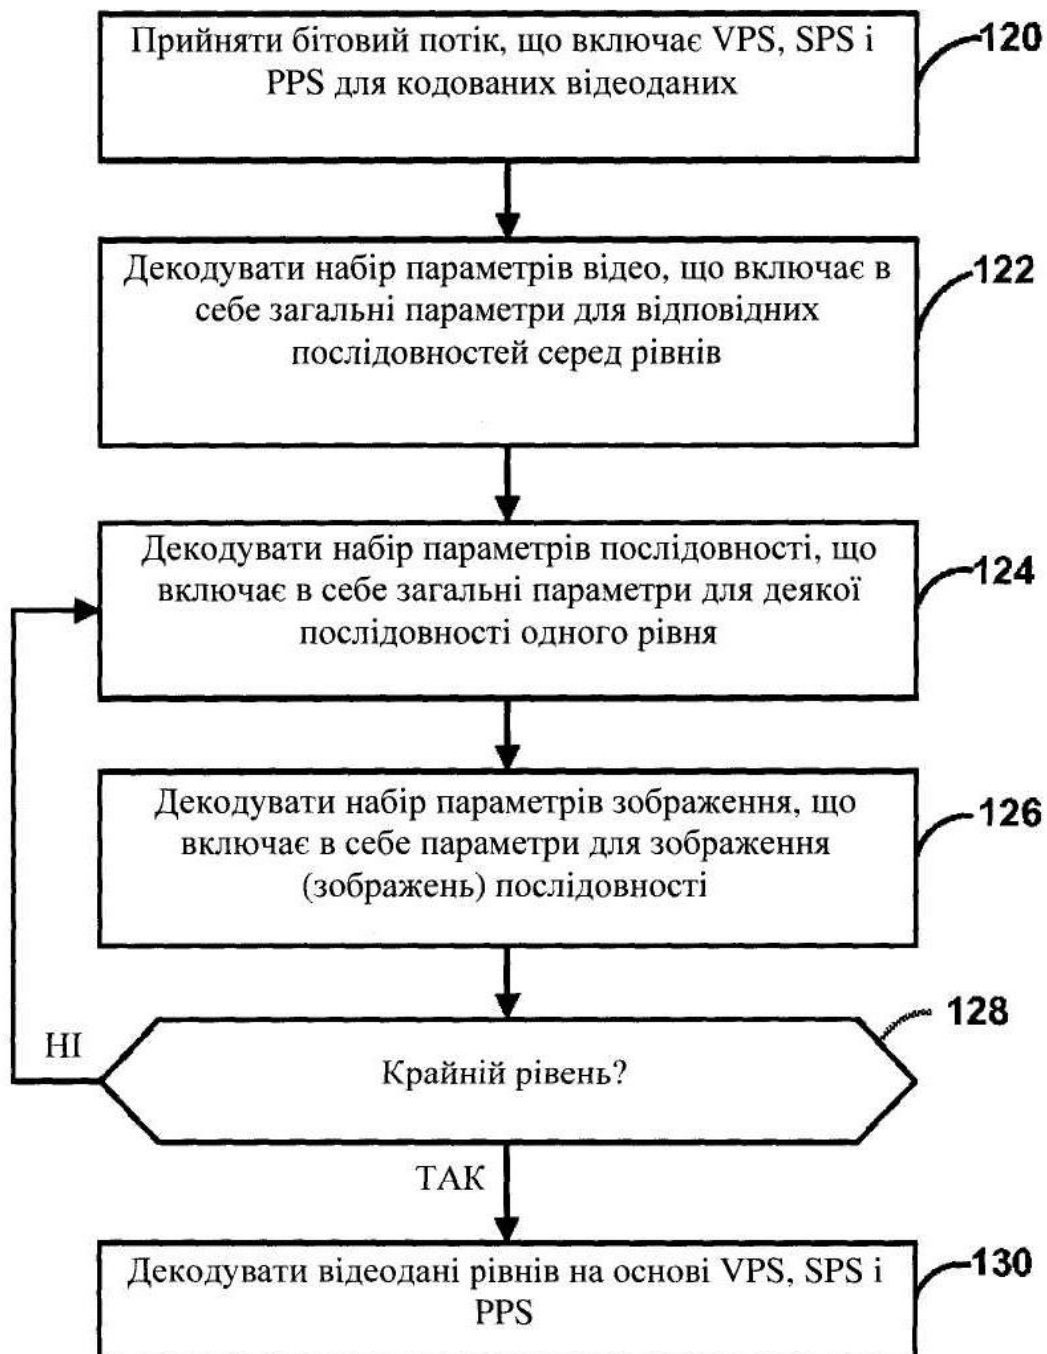 Прийняти бітовий потік, що включає VPS, SPS і
PPS для кодованих відеоданих
120
Декодувати набір параметрів відео, що включає в
себе загальні параметри для відповідних
послідовностей серед рівнів
122
Декодувати набір параметрів послідовності, що
включає в себе загальні параметри для деякої
послідовності одного рівня
124
Декодувати набір параметрів зображення, що
включає в себе параметри для зображення
(зображень) послідовності
126
128
НІ
Крайній рівень?
ТАК
Декодувати відеодані рівнів на основі VPS, SPS і
PPS
130